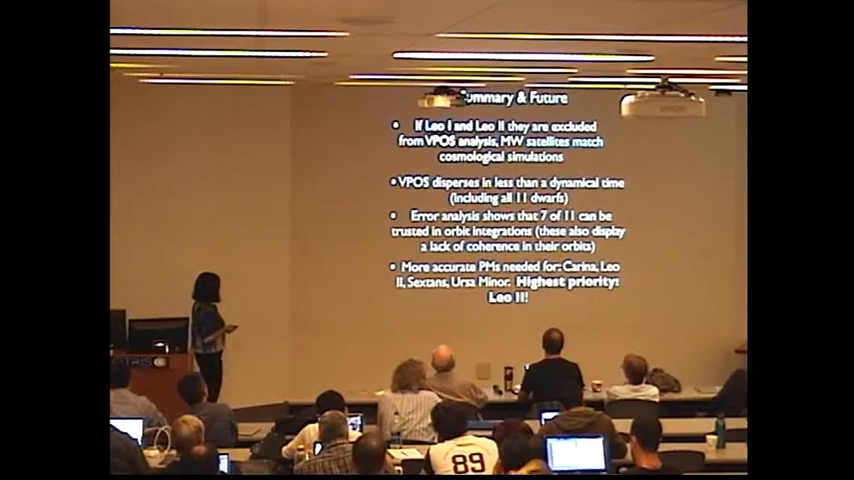 Summary & Future
• If Leo I and Leo II they are excluded
from VPOS analysis, MW satellites match
cosmological simulations
• VPOS disperses in less than a dynamical time
(including all 11 dwarfs)
• Error analysis shows that 7 of 11 can be
trusted in orbit integrations (these also display
a lack of coherence in their orbits)
• More accurate PMs needed for: Carina, Leo
II, Sextans, Ursa Minor. Highest priority:
Leo II!
89